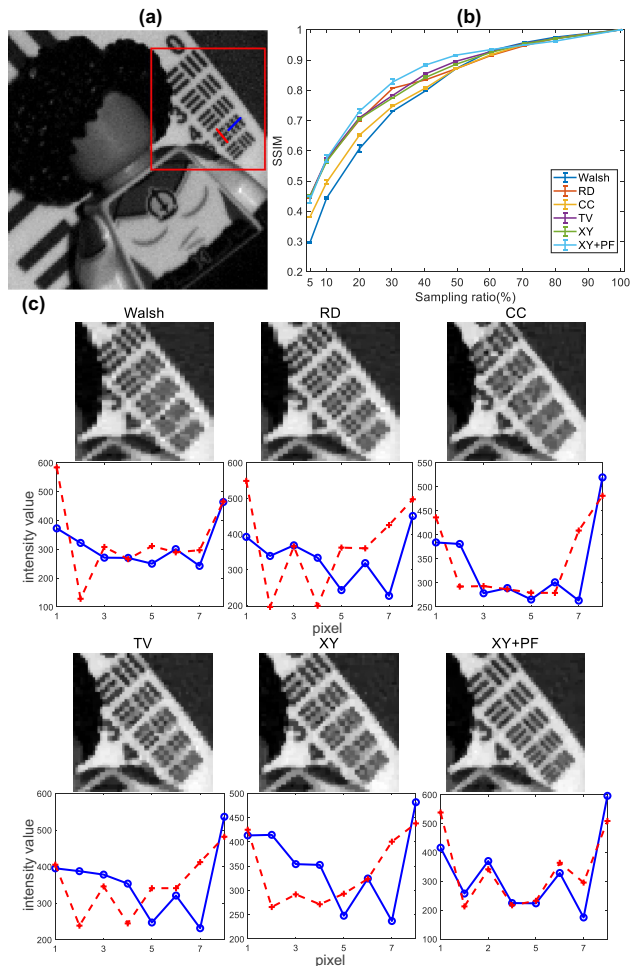 (a)
(b)
1
0.9
0.8
0.7
0.6
0.5
0.4
0.3
0.2
SSIM
Walsh
RD
CC
TV
XY
XY+PF
5 10 20 30 40 50 60 70 80 90 100
Sampling ratio(%)
(c)
Walsh RD CC
600
500
400
300
200
100
intensity value
1 3 5 7
600
500
400
300
200
1 3 5 7
pixel
550
500
450
400
350
300
250
1 3 5 7
TV XY XY+PF
600
500
400
300
200
intensity value
1 3 5 7
pixel
500
450
400
350
300
250
200
1 3 5 7
600
500
400
300
200
100
1 2 5 7
pixel